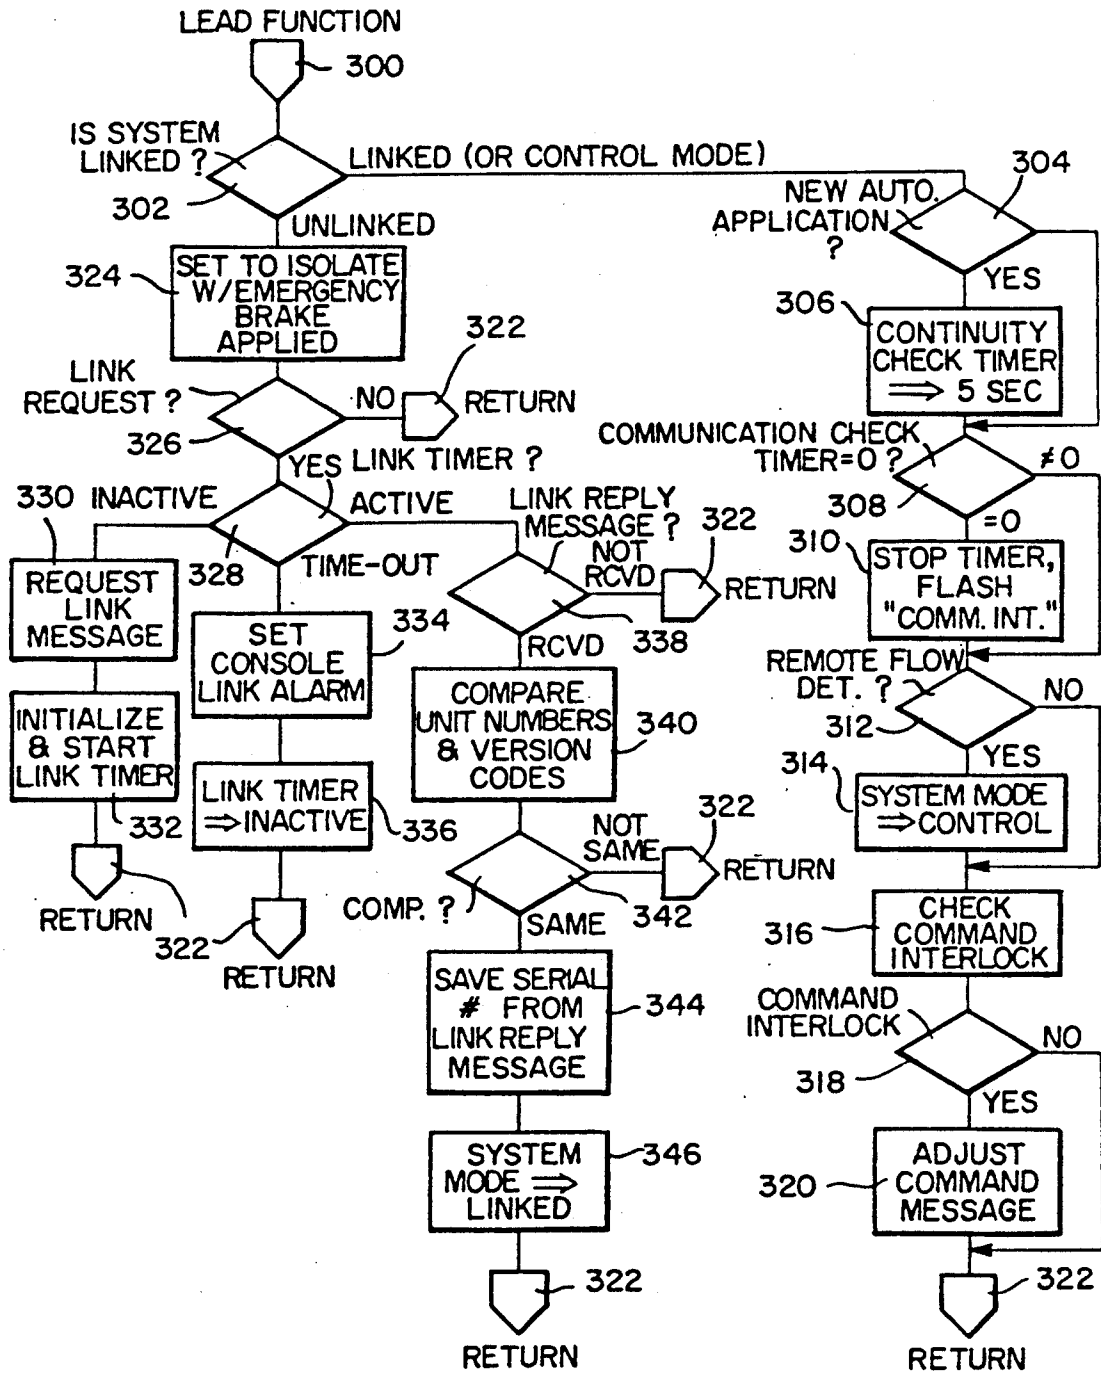 LEAD FUNCTION
300
IS SYSTEM
LINKED ?
302
LINKED (OR CONTROL MODE)
UNLINKED
324
SET TO ISOLATE
W/EMERGENCY
BRAKE
APPLIED
LINK
REQUEST ?
326
NO
322
RETURN
YES
LINK TIMER ?
330
INACTIVE
ACTIVE
328
TIME-OUT
REQUEST
LINK
MESSAGE
INITIALIZE
& START
LINK TIMER
332
RETURN
322
SET
CONSOLE
LINK ALARM
334
LINK TIMER
⇒ INACTIVE
336
RETURN
LINK REPLY
MESSAGE ?
NOT
RCVD
322
RETURN
338
RCVD
COMPARE
UNIT NUMBERS
& VERSION
CODES
340
NOT
SAME
322
RETURN
COMP. ?
342
SAME
SAVE SERIAL
# FROM
LINK REPLY
MESSAGE
344
SYSTEM
MODE ⇒
LINKED
346
322
RETURN
304
NEW AUTO.
APPLICATION
?
YES
306
CONTINUITY
CHECK TIMER
⇒ 5 SEC
COMMUNICATION CHECK
TIMER=0 ?
≠0
308
=0
310
STOP TIMER,
FLASH
"COMM. INT."
REMOTE FLOW
DET. ?
NO
312
YES
314
SYSTEM MODE
⇒ CONTROL
316
CHECK
COMMAND
INTERLOCK
COMMAND
INTERLOCK
NO
318
YES
320
ADJUST
COMMAND
MESSAGE
322
RETURN